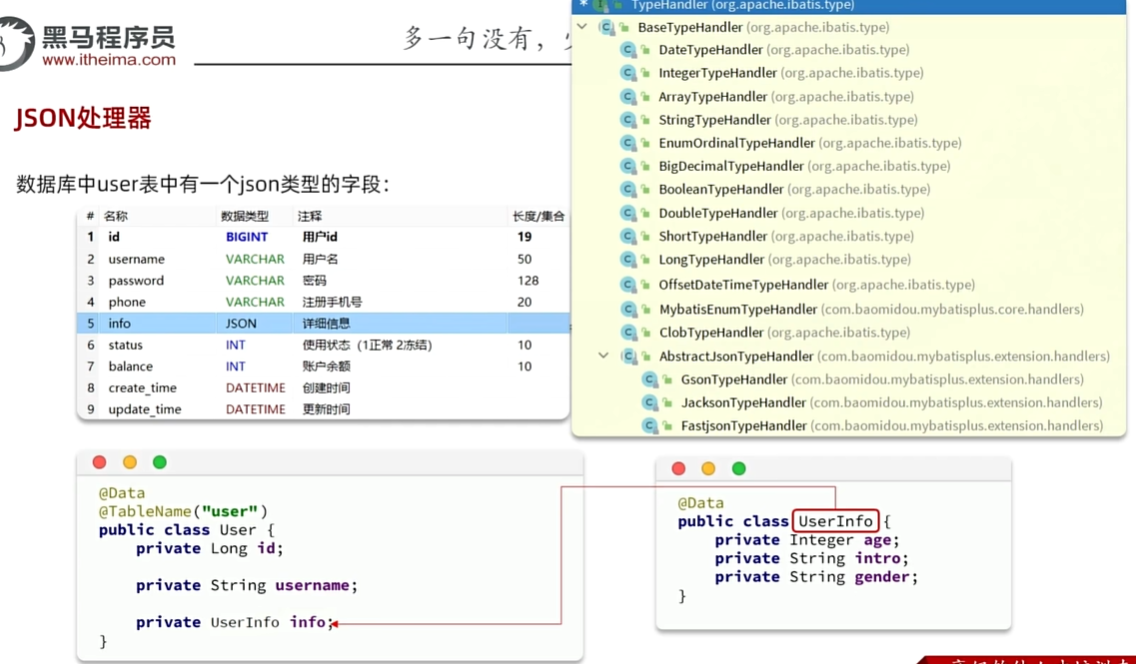 黑马程序员
www.itheima.com
多一句没有，
JSON处理器
数据库中user表中有一个json类型的字段：
# 名称 数据类型 注释 长度/集合
1 id BIGINT 用户id 19
2 username VARCHAR 用户名 50
3 password VARCHAR 密码 128
4 phone VARCHAR 注册手机号 20
5 info JSON 详细信息
6 status INT 使用状态（1正常 2冻结） 10
7 balance INT 账户余额 10
8 create_time DATETIME 创建时间
9 update_time DATETIME 更新时间
TypeHandler (org.apache.ibatis.type)
BaseTypeHandler (org.apache.ibatis.type)
DateTypeHandler (org.apache.ibatis.type)
IntegerTypeHandler (org.apache.ibatis.type)
ArrayTypeHandler (org.apache.ibatis.type)
StringTypeHandler (org.apache.ibatis.type)
EnumOrdinalTypeHandler (org.apache.ibatis.type)
BigDecimalTypeHandler (org.apache.ibatis.type)
BooleanTypeHandler (org.apache.ibatis.type)
DoubleTypeHandler (org.apache.ibatis.type)
ShortTypeHandler (org.apache.ibatis.type)
LongTypeHandler (org.apache.ibatis.type)
OffsetDateTimeTypeHandler (org.apache.ibatis.type)
MybatisEnumTypeHandler (com.baomidou.mybatisplus.core.handlers)
ClobTypeHandler (org.apache.ibatis.type)
AbstractJsonTypeHandler (com.baomidou.mybatisplus.extension.handlers)
GsonTypeHandler (com.baomidou.mybatisplus.extension.handlers)
JacksonTypeHandler (com.baomidou.mybatisplus.extension.handlers)
FastjsonTypeHandler (com.baomidou.mybatisplus.extension.handlers)
@Data
@TableName("user")
public class User {
private Long id;
private String username;
private UserInfo info;
}
@Data
public class UserInfo {
private Integer age;
private String intro;
private String gender;
}